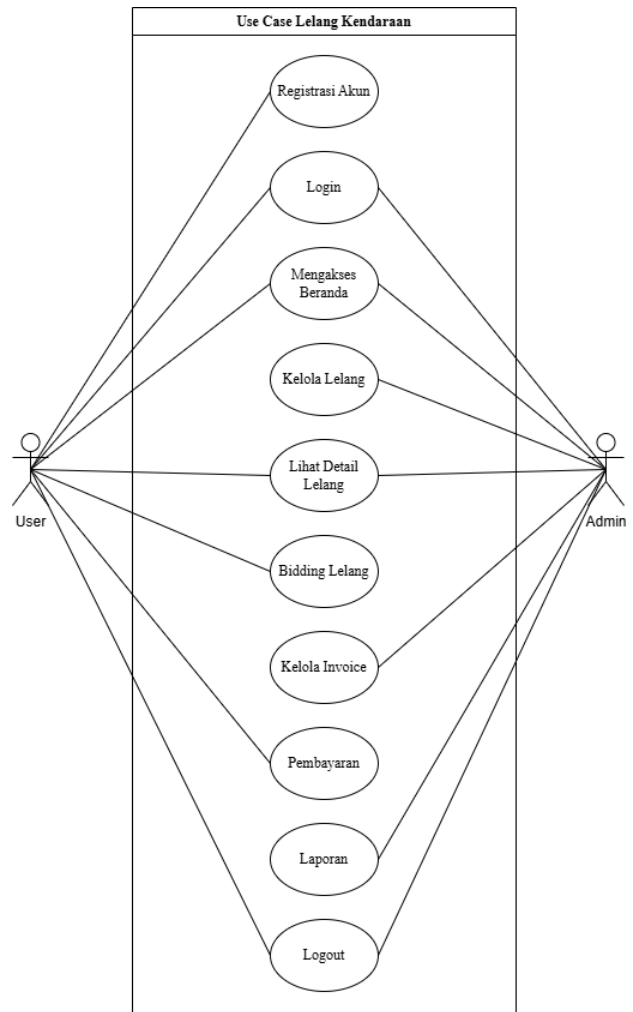 Use Case Lelang Kendaraan
Registrasi Akun
Login
Mengakses
Beranda
Kelola Lelang
Lihat Detail
Lelang
User
Admin
Bidding Lelang
Kelola Invoice
Pembayaran
Laporan
Logout